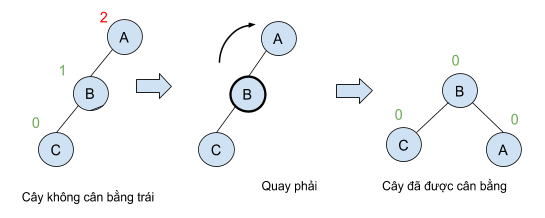 2
A
1
B
0
C
Cây không cân bằng trái
A
B
C
Quay phải
0
B
0
C
0
A
Cây đã được cân bằng